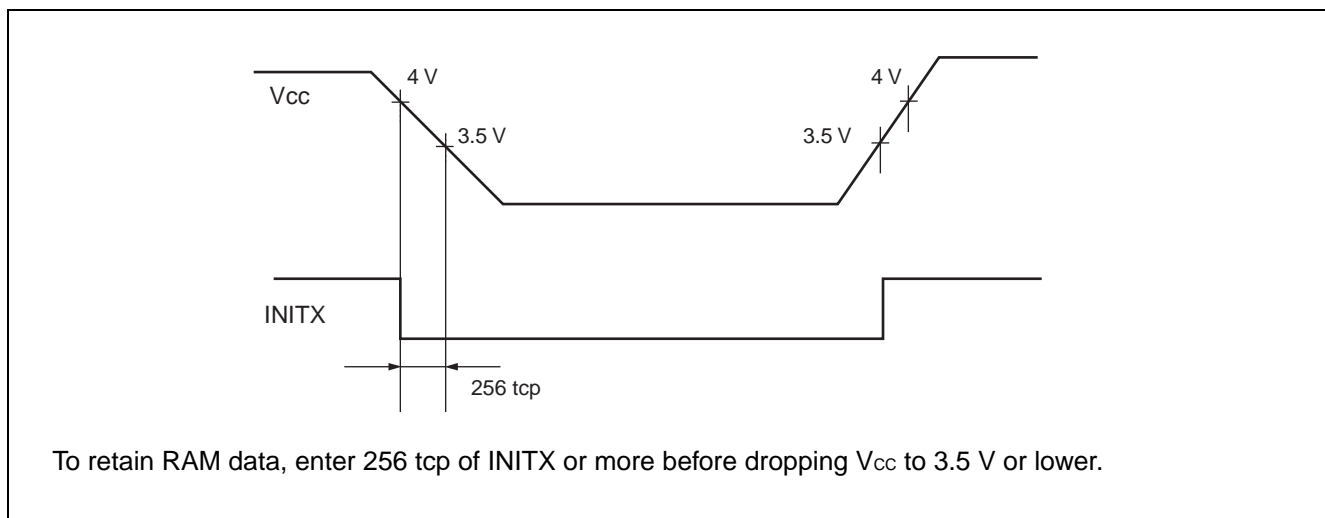 4 V
4 V
Vcc
3.5 V
3.5 V
INITX
256 tcp
To retain RAM data, enter 256 tcp of INITX or more before dropping Vcc to 3.5 V or lower.